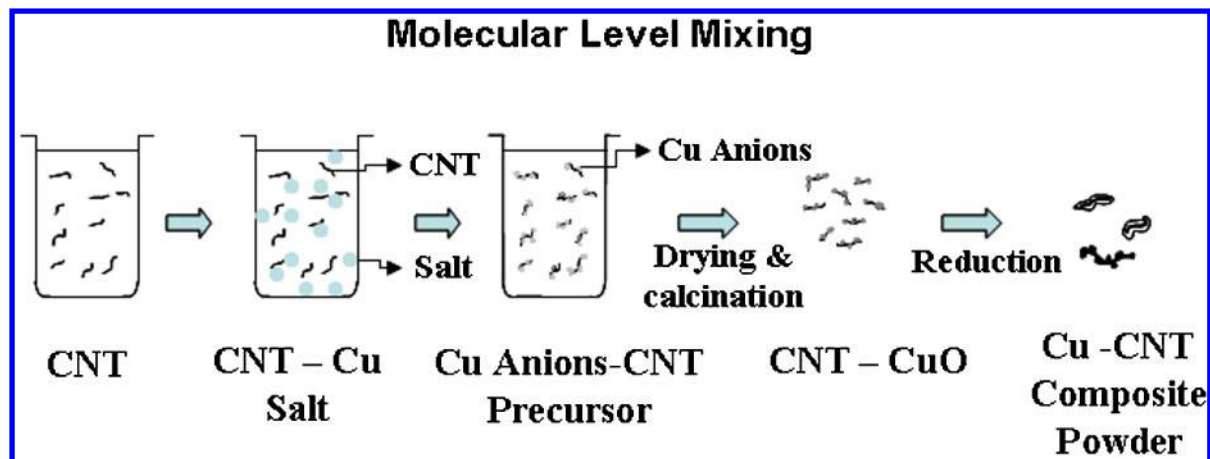 Molecular Level Mixing
CNT
Salt
Cu Anions
Drying &
calcination
Reduction
CNT
CNT – Cu
Salt
Cu Anions-CNT
Precursor
CNT – CuO
Cu -CNT
Composite
Powder